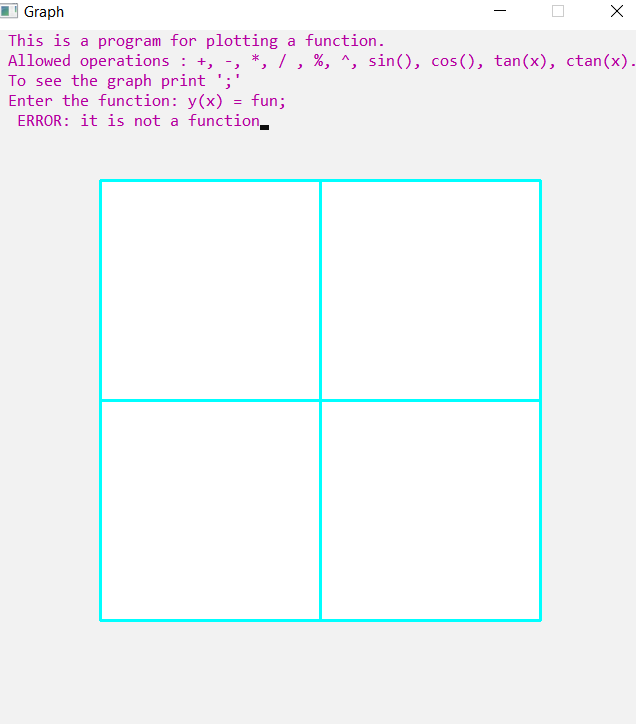 Graph
This is a program for plotting a function.
Allowed operations : +, -, *, / , %, ^, sin(), cos(), tan(x), ctan(x).
To see the graph print ';'
Enter the function: y(x) = fun;
ERROR: it is not a function